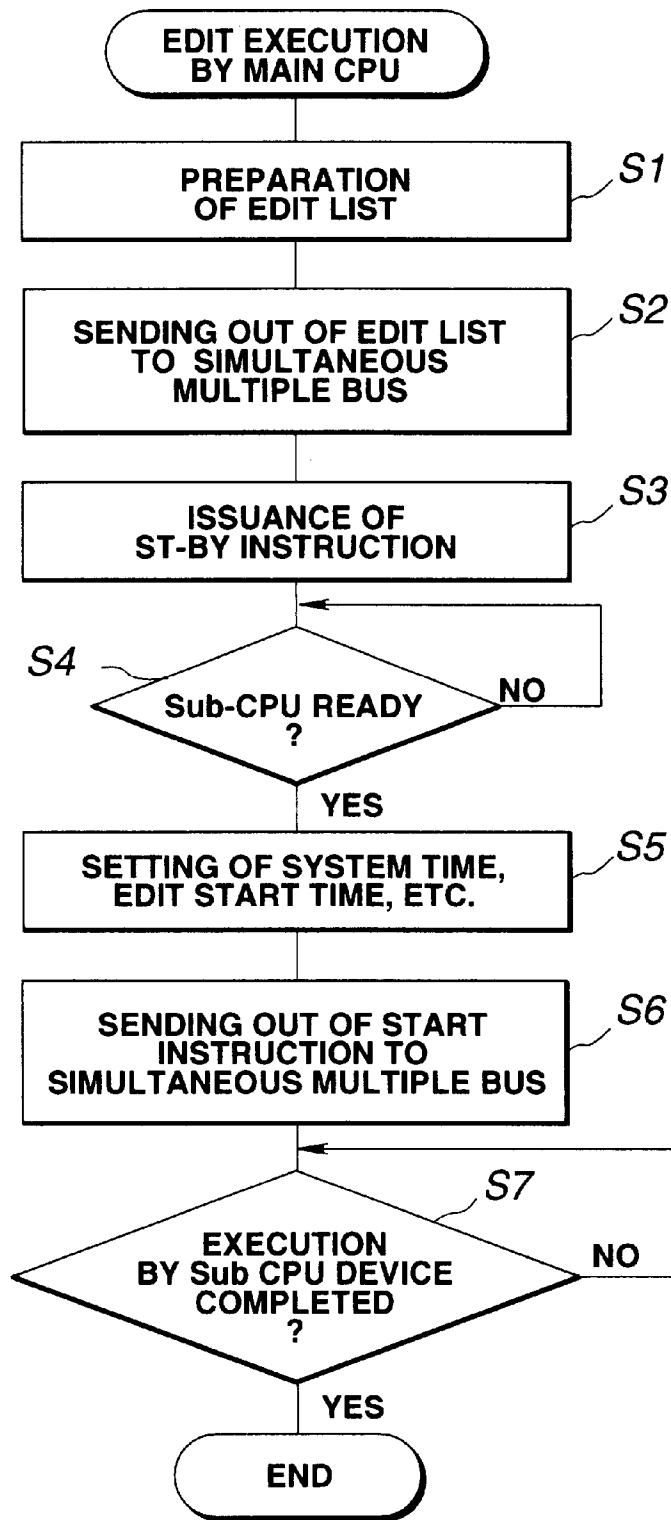 EDIT EXECUTION
BY MAIN CPU
PREPARATION
OF EDIT LIST
S1
SENDING OUT OF EDIT LIST
TO SIMULTANEOUS
MULTIPLE BUS
S2
ISSUANCE OF
ST-BY INSTRUCTION
S3
S4
Sub-CPU READY
?
NO
YES
SETTING OF SYSTEM TIME,
EDIT START TIME, ETC.
S5
SENDING OUT OF START
INSTRUCTION TO
SIMULTANEOUS MULTIPLE BUS
S6
S7
EXECUTION
BY Sub CPU DEVICE
COMPLETED
?
NO
YES
END